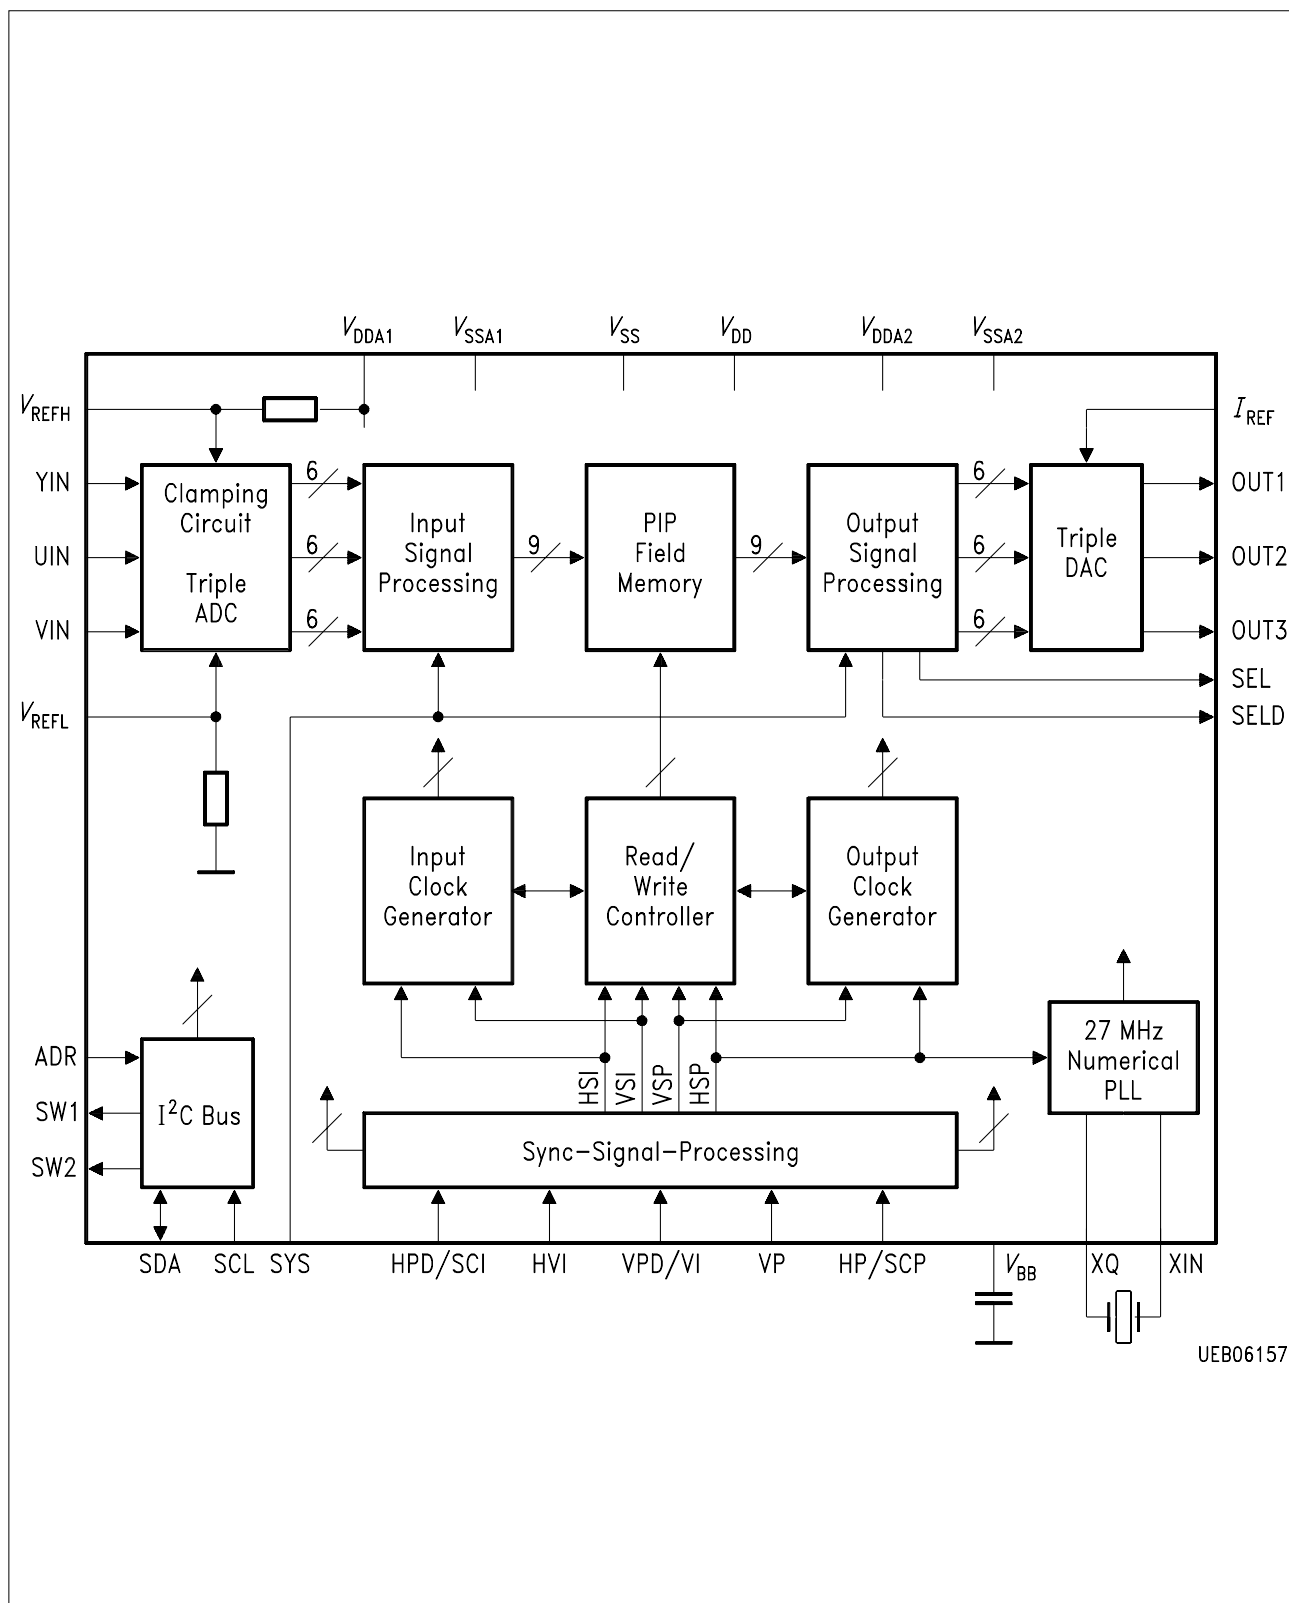 VDDA1 VSSA1 VSS VDD VDDA2 VSSA2
VREFH
IREF
YIN
UIN
VIN
VREFL
Clamping
Circuit
Triple
ADC
6
6
6
Input
Signal
Processing
9
PIP
Field
Memory
9
Output
Signal
Processing
6
6
6
Triple
DAC
OUT1
OUT2
OUT3
SEL
SELD
Input
Clock
Generator
Read/
Write
Controller
Output
Clock
Generator
27 MHz
Numerical
PLL
ADR
SW1
SW2
I²C Bus
HSI
VSI
VSP
HSP
Sync-Signal-Processing
SDA SCL SYS HPD/SCI HVI VPD/VI VP HP/SCP VBB XQ XIN
UEB06157